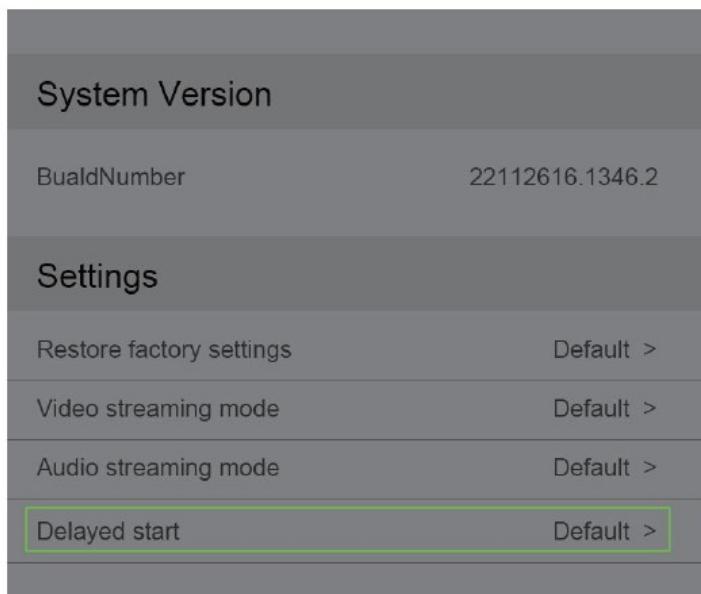 System Version
BualdNumber 22112616.1346.2
Settings
Restore factory settings Default >
Video streaming mode Default >
Audio streaming mode Default >
Delayed start Default >